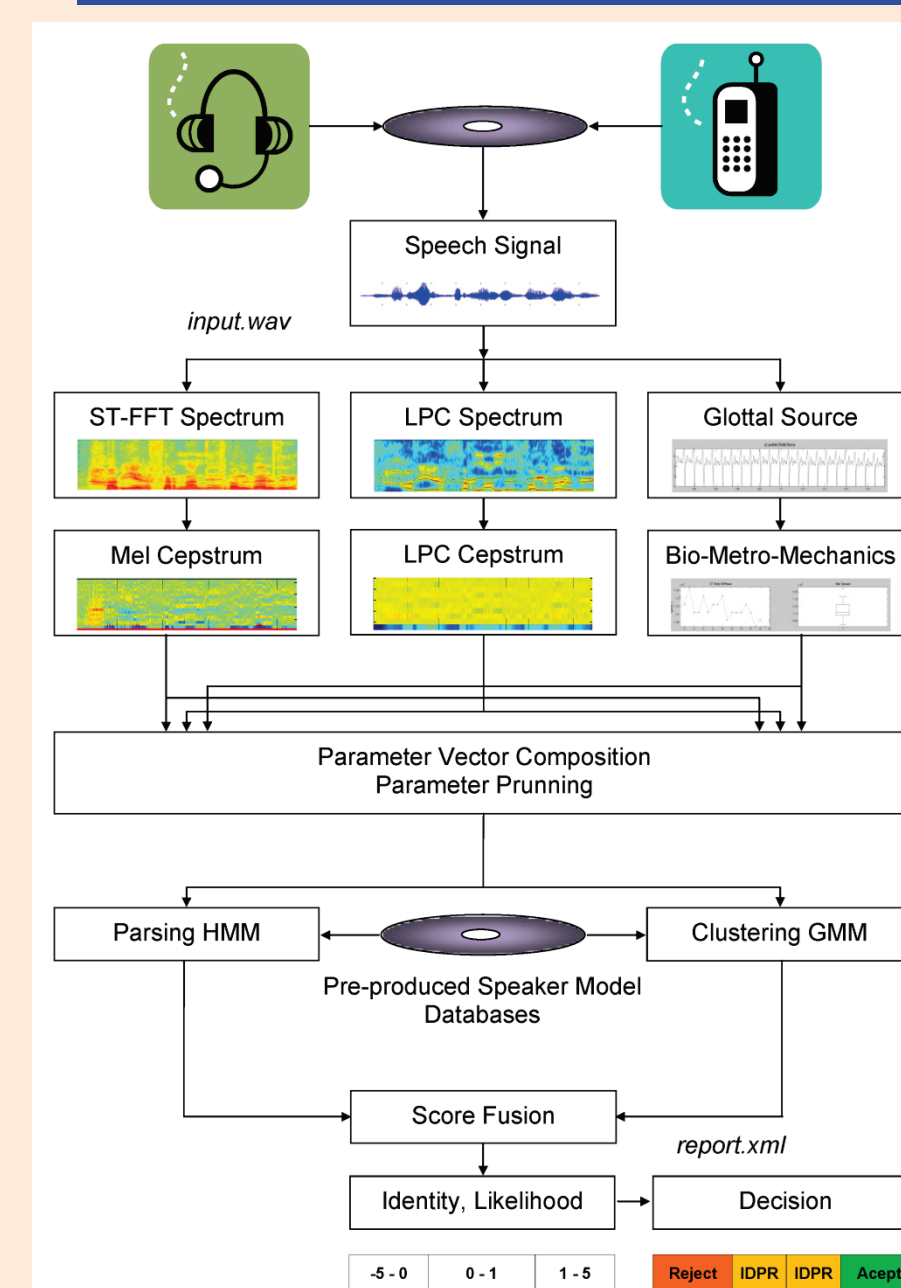 Speech Signal
input.wav
ST-FFT Spectrum
LPC Spectrum
Glottal Source
Mel Cepstrum
LPC Cepstrum
Bio-Metro-Mechanics
Parameter Vector Composition
Parameter Prunning
Parsing HMM
Clustering GMM
Pre-produced Speaker Model
Databases
Score Fusion
report.xml
Identity, Likelihood
Decision
-5 - 0 0 - 1 1 - 5 Reject IDPR IDPR Acept